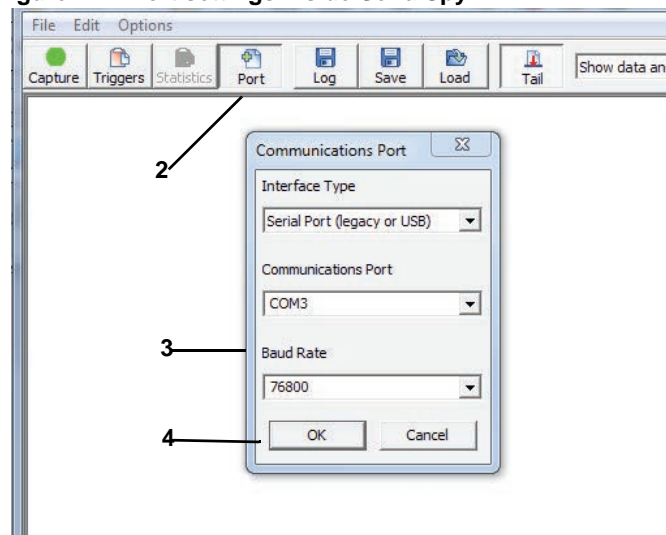 File Edit Options
Capture Triggers Statistics Port Log Save Load Tail Show data an
2
Communications Port
Interface Type
Serial Port (legacy or USB)
Communications Port
COM3
3
Baud Rate
76800
4
OK Cancel